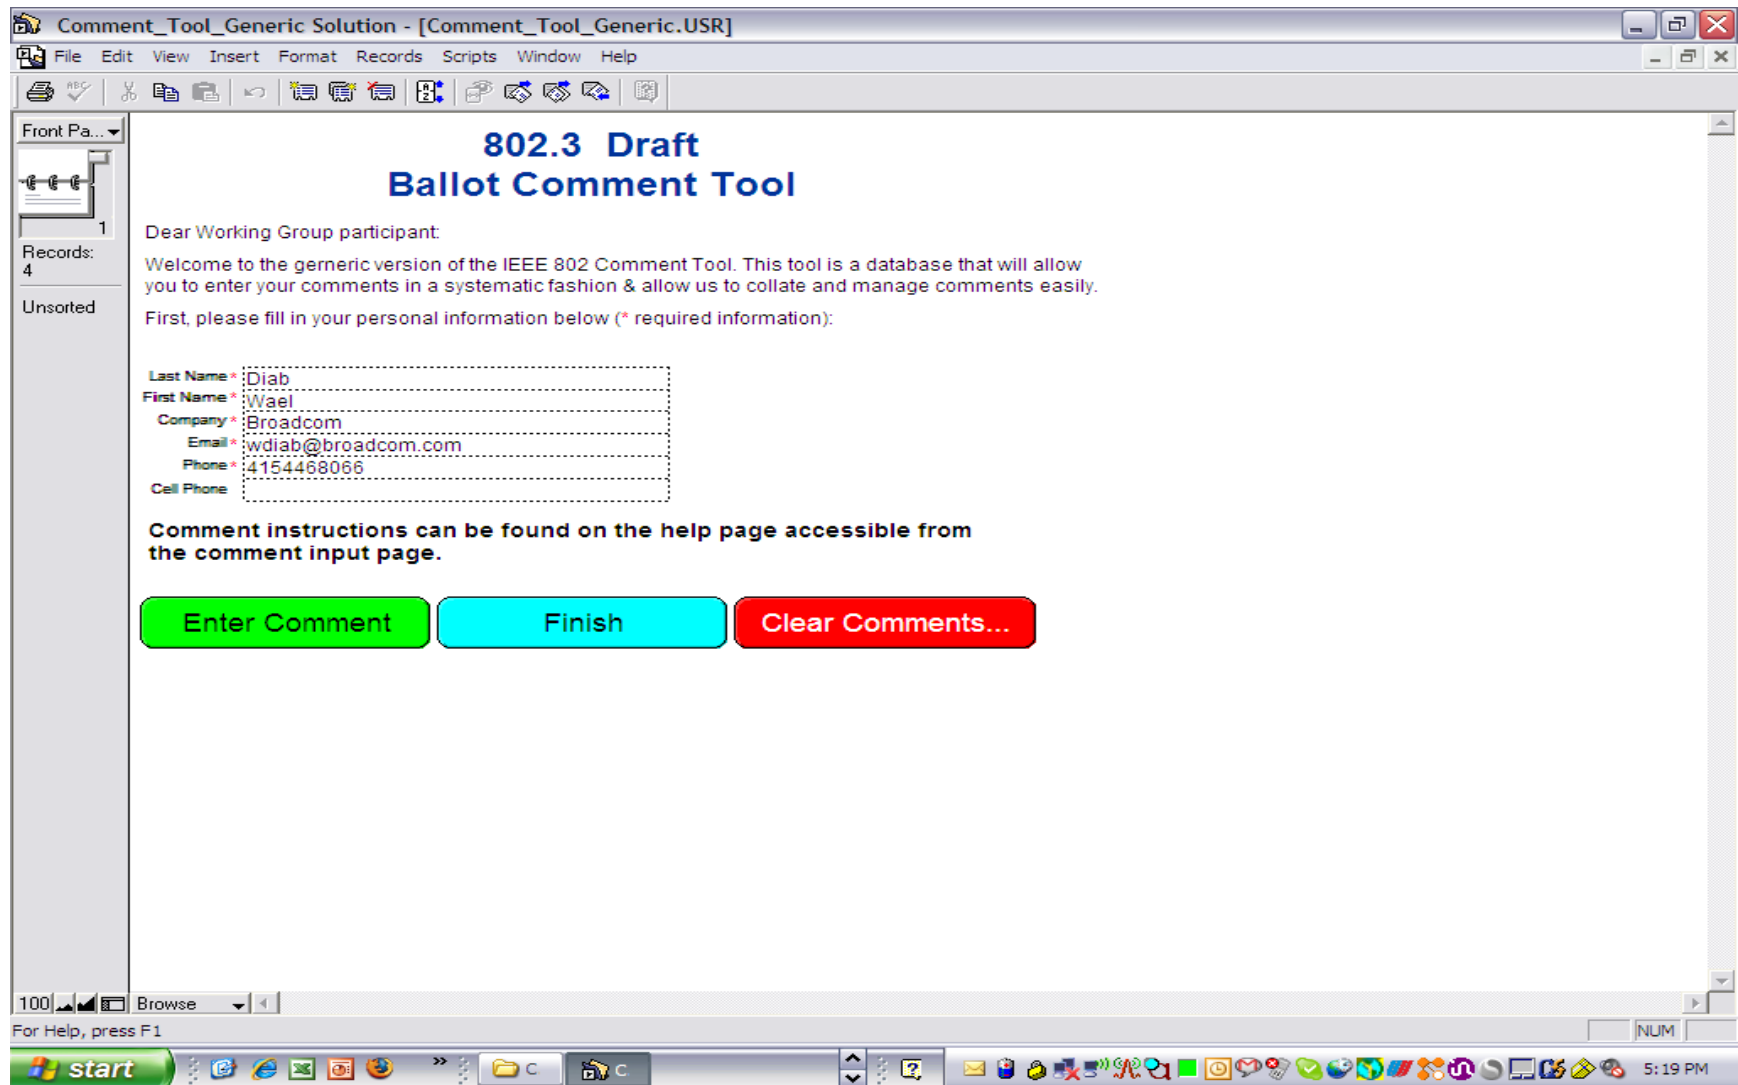 Comment_Tool_Generic Solution - [Comment_Tool_Generic.USR]
File Edit View Insert Format Records Scripts Window Help
ABC
Front Pa...
1
Records:
4
Unsorted
802.3 Draft
Ballot Comment Tool
Dear Working Group participant:
Welcome to the gerneric version of the IEEE 802 Comment Tool. This tool is a database that will allow
you to enter your comments in a systematic fashion & allow us to collate and manage comments easily.
First, please fill in your personal information below (* required information):
Last Name * Diab
First Name * Wael
Company * Broadcom
Email * wdiab@broadcom.com
Phone * 4154468066
Cell Phone
Comment instructions can be found on the help page accessible from
the comment input page.
Enter Comment Finish Clear Comments...
100 Browse
For Help, press F1 NUM
start » C C 5:19 PM